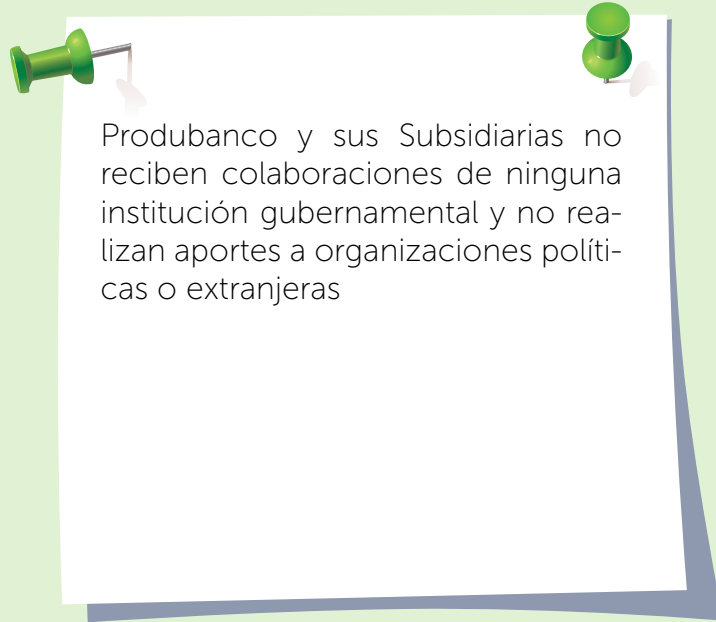 Produbanco y sus Subsidiarias no
reciben colaboraciones de ninguna
institución gubernamental y no rea-
lizan aportes a organizaciones políti-
cas o extranjeras